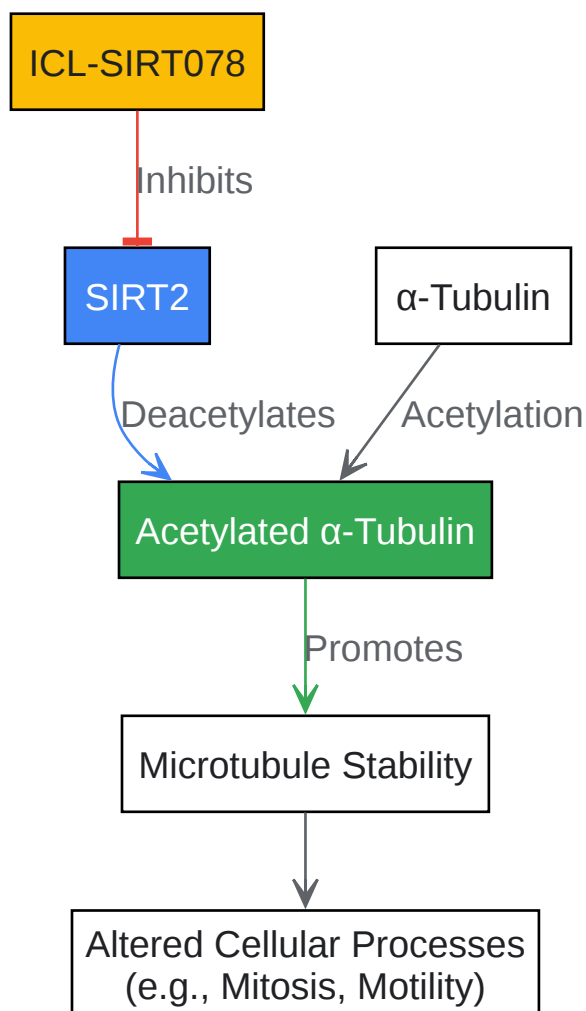 ICL-SIRT078
Inhibits
SIRT2
α-Tubulin
Deacetylates
Acetylation
Acetylated α-Tubulin
Promotes
Microtubule Stability
Altered Cellular Processes
(e.g., Mitosis, Motility)